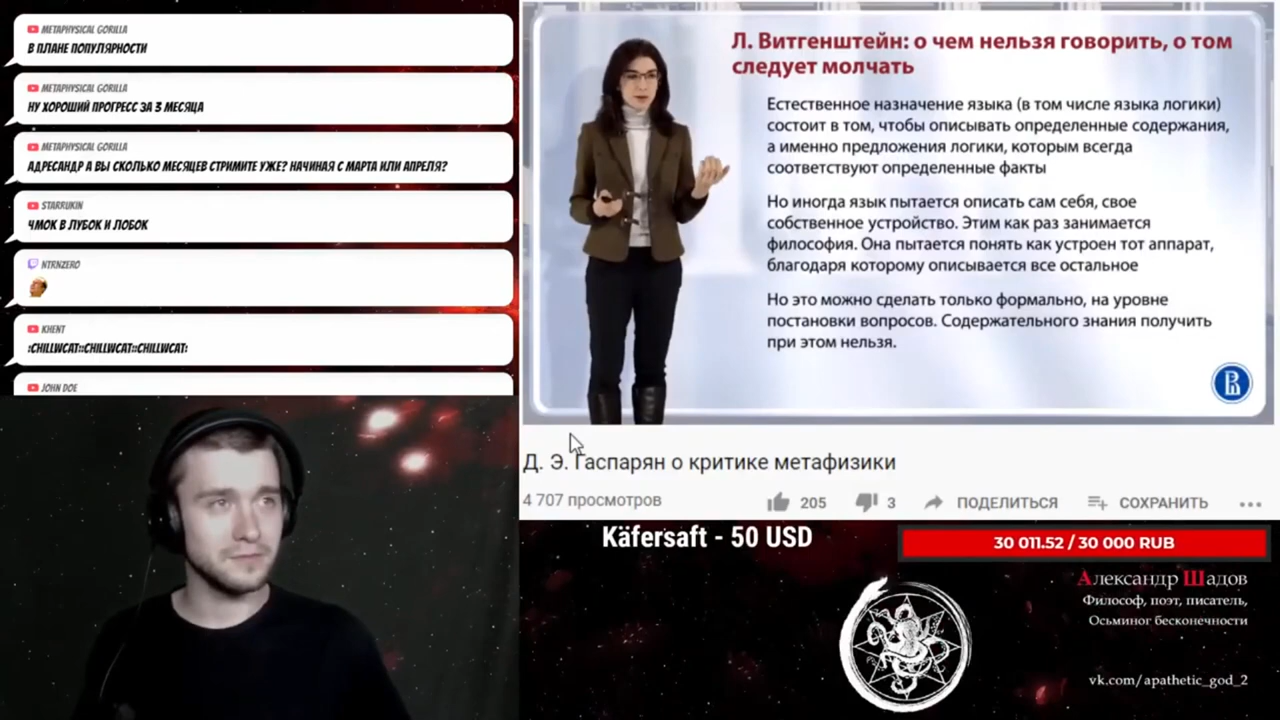 METAPHYSICAL GORILLA
В ПЛАНЕ ПОПУЛЯРНОСТИ
METAPHYSICAL GORILLA
НУ ХОРОШИЙ ПРОГРЕСС ЗА 3 МЕСЯЦА
METAPHYSICAL GORILLA
АДРЕСАНДР А ВЫ СКОЛЬКО МЕСЯЦЕВ СТРИМИТЕ УЖЕ? НАЧИНАЯ С МАРТА ИЛИ АПРЕЛЯ?
STARRUKIN
ЧМОК В ЛУБОК И ЛОБОК
NTRNZERO
KHENT
:CHILLWCAT::CHILLWCAT::CHILLWCAT:
JOHN DOE
Л. Витгенштейн: о чем нельзя говорить, о том
следует молчать
Естественное назначение языка (в том числе языка логики)
состоит в том, чтобы описывать определенные содержания,
а именно предложения логики, которым всегда
соответствуют определенные факты
Но иногда язык пытается описать сам себя, свое
собственное устройство. Этим как раз занимается
философия. Она пытается понять как устроен тот аппарат,
благодаря которому описывается все остальное
Но это можно сделать только формально, на уровне
постановки вопросов. Содержательного знания получить
при этом нельзя.
Д. Э. Гаспарян о критике метафизики
4 707 просмотров
205
3
ПОДЕЛИТЬСЯ
СОХРАНИТЬ
Käfersaft - 50 USD
30 011.52 / 30 000 RUB
Александр Шадов
Философ, поэт, писатель,
Осьминог бесконечности
vk.com/apathetic_god_2